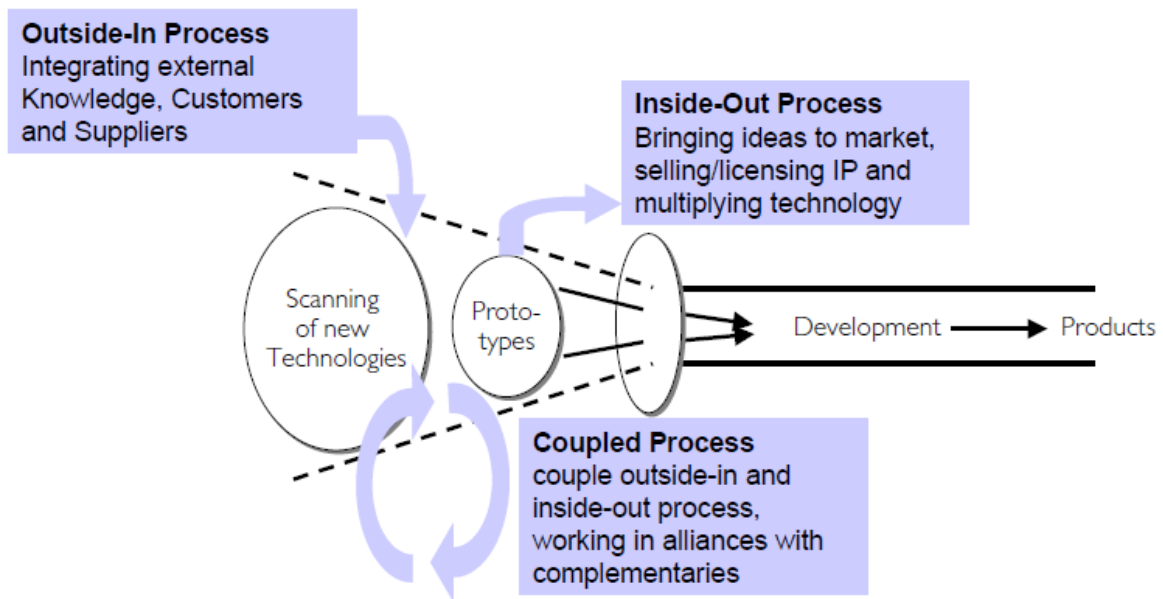 Outside-In Process
Integrating external
Knowledge, Customers
and Suppliers
Inside-Out Process
Bringing ideas to market,
selling/licensing IP and
multiplying technology
Scanning
of new
Technologies
Proto-
types
Development
Products
Coupled Process
couple outside-in and
inside-out process,
working in alliances with
complementaries